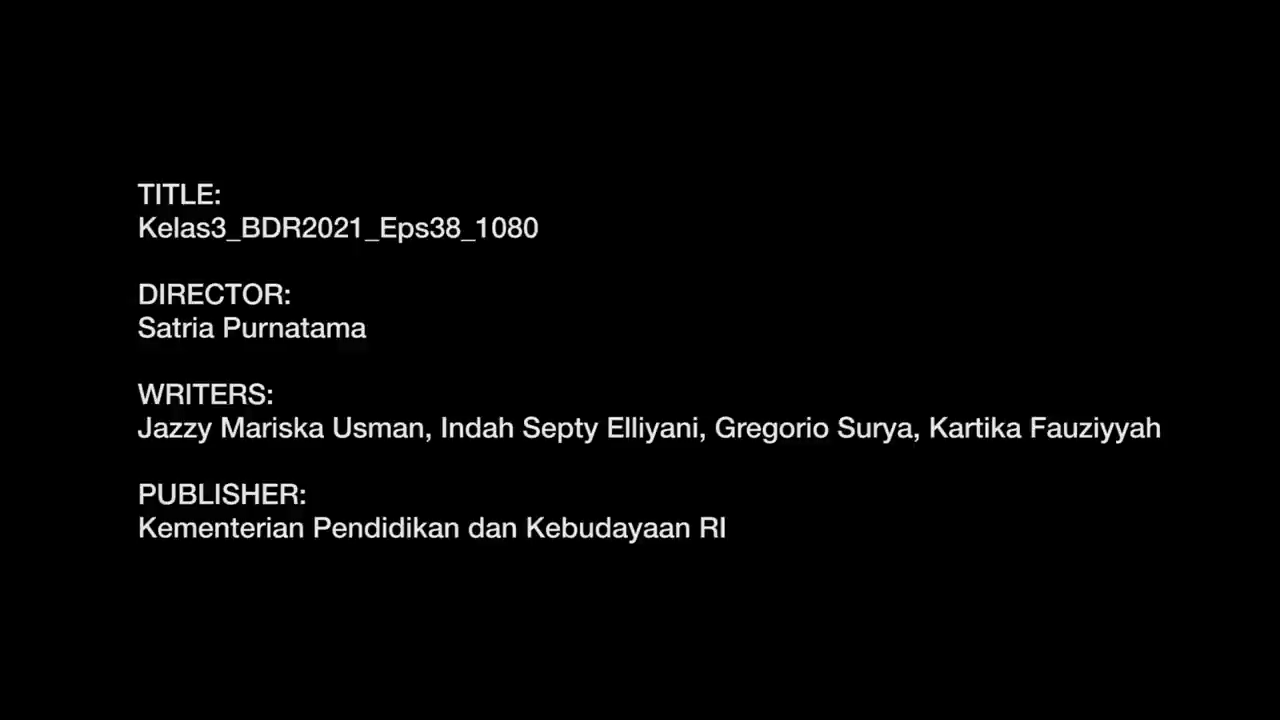 TITLE:
Kelas3_BDR2021_Eps38_1080
DIRECTOR:
Satria Purnatama
WRITERS:
Jazzy Mariska Usman, Indah Septy Elliyani, Gregorio Surya, Kartika Fauziyyah
PUBLISHER:
Kementerian Pendidikan dan Kebudayaan RI